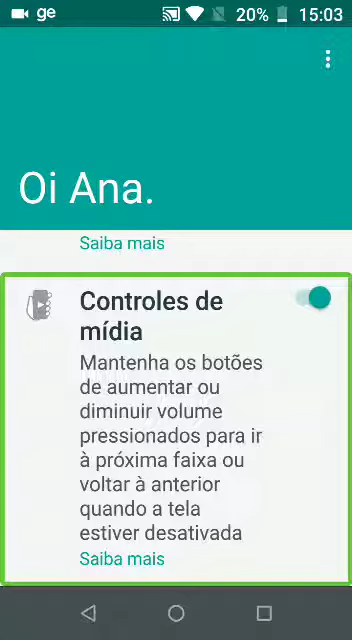 ge 20% 15:03
Oi Ana.
Saiba mais
Controles de
mídia
Mantenha os botões
de aumentar ou
diminuir volume
pressionados para ir
à próxima faixa ou
voltar à anterior
quando a tela
estiver desativada
Saiba mais